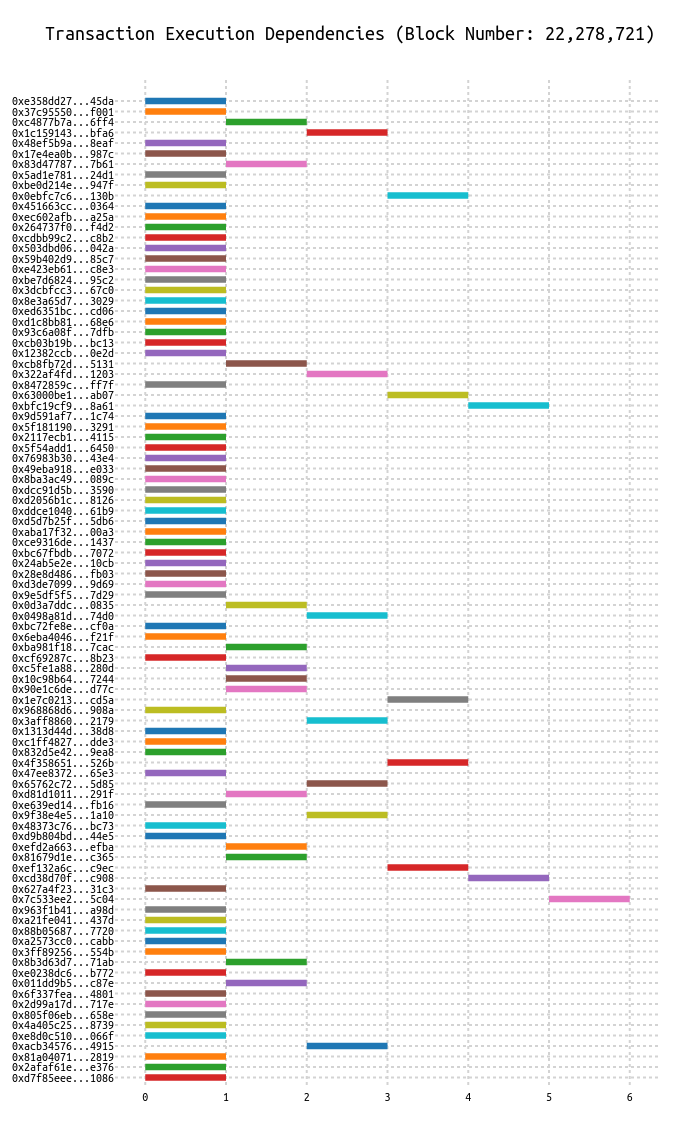 Transaction Execution Dependencies (Block Number: 22,278,721)
0xe358dd27...45da
0x37c95550...f001
0xc4877b7a...6ff4
0x1c159143...bfa6
0x48ef5b9a...8eaf
0x17e4ea0b...987c
0x83d47787...7b61
0x5ad1e781...24d1
0xbe0d214e...947f
0x0ebfc7c6...130b
0x451663cc...0364
0xec602afb...a25a
0x264737f0...f4d2
0xcdbb99c2...c8b2
0x503dbd06...042a
0x59b402d9...85c7
0xe423eb61...c8e3
0xbe7d6824...95c2
0x3dcbfcc3...67c0
0x8e3a65d7...3029
0xed6351bc...cd06
0xd1c8bb81...68e6
0x93c6a08f...7dfb
0xcb03b19b...bc13
0x12382ccb...0e2d
0xcb8fb72d...5131
0x322af4fd...1203
0x8472859c...ff7f
0x63000be1...ab07
0xbfc19cf9...8a61
0x9d591af7...1c74
0x5f181190...3291
0x2117ecb1...4115
0x5f54add1...6450
0x76983b30...43e4
0x49eba918...e033
0x8ba3ac49...089c
0xdcc91d5b...3590
0xd2056b1c...8126
0xddce1040...61b9
0xd5d7b25f...5db6
0xaba17f32...00a3
0xce9316de...1437
0xbc67fbdb...7072
0x24ab5e2e...10cb
0x28e8d486...fb03
0xd3de7099...9d69
0x9e5df5f5...7d29
0x0d3a7ddc...0835
0x0498a81d...74d0
0xbc72fe8e...cf0a
0x6eba4046...f21f
0xba981f18...7cac
0xcf69287c...8b23
0xc5fe1a88...280d
0x10c98b64...7244
0x90e1c6de...d77c
0x1e7c0213...cd5a
0x968868d6...908a
0x3aff8860...2179
0x1313d44d...38d8
0xc1ff4827...dde3
0x832d5e42...9ea8
0x4f358651...526b
0x47ee8372...65e3
0x65762c72...5d85
0xd81d1011...291f
0xe639ed14...fb16
0x9f38e4e5...1a10
0x48373c76...bc73
0xd9b804bd...44e5
0xefd2a663...efba
0x81679d1e...c365
0xef132a6c...c9ec
0xcd38d70f...c908
0x627a4f23...31c3
0x7c533ee2...5c04
0x963f1b41...a98d
0xa21fe041...437d
0x88b05687...7720
0xa2573cc0...cabb
0x3ff89256...554b
0x8b3d63d7...71ab
0xe0238dc6...b772
0x011dd9b5...c87e
0x6f337fea...4801
0x2d99a17d...717e
0x805f06eb...658e
0x4a405c25...8739
0xe8d0c510...066f
0xacb34576...4915
0x81a04071...2819
0x2afaf61e...e376
0xd7f85eee...1086
0 1 2 3 4 5 6